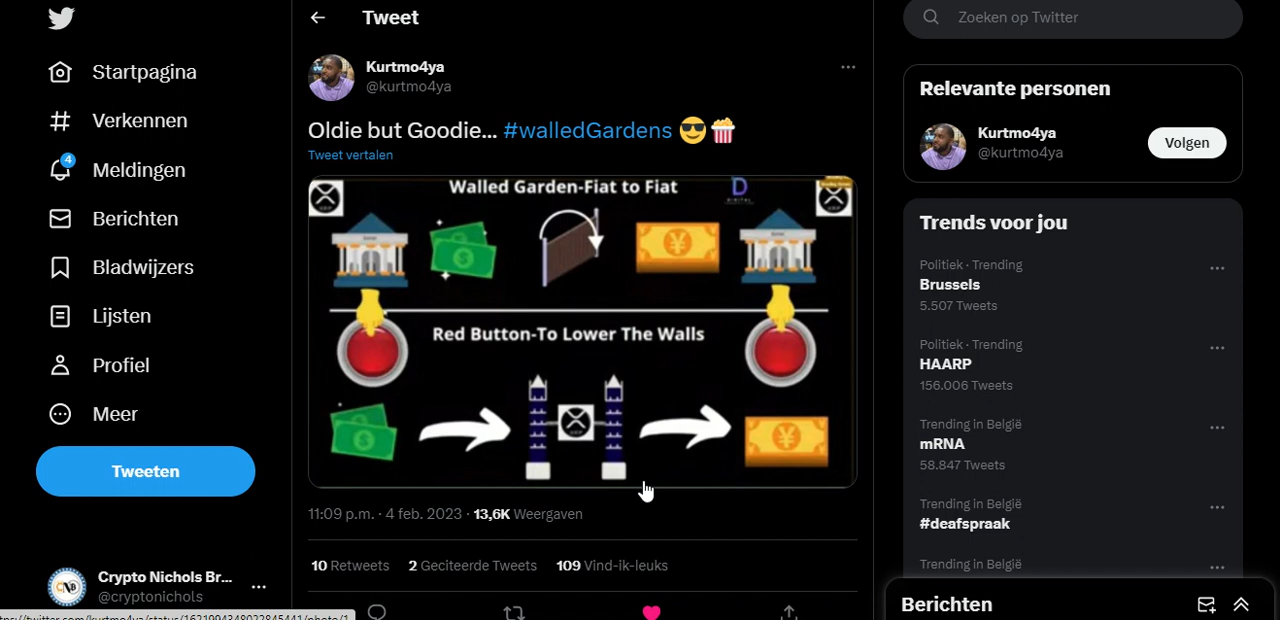 Startpagina
Verkennen
4
Meldingen
Berichten
Bladwijzers
Lijsten
Profiel
Meer
Tweeten
Crypto Nichols Br...
@cryptonichols
Tweet
Kurtmo4ya
@kurtmo4ya
Oldie but Goodie... #walledGardens
Tweet vertalen
Walled Garden-Fiat to Fiat
D
DIGITAL
Red Button-To Lower The Walls
11:09 p.m. · 4 feb. 2023 · 13,6K Weergaven
10 Retweets 2 Geciteerde Tweets 109 Vind-ik-leuks
Zoeken op Twitter
Relevante personen
Kurtmo4ya
@kurtmo4ya
Volgen
Trends voor jou
Politiek · Trending
Brussels
5.507 Tweets
Politiek · Trending
HAARP
156.006 Tweets
Trending in België
mRNA
58.847 Tweets
Trending in België
#deafspraak
Trending in België
Berichten